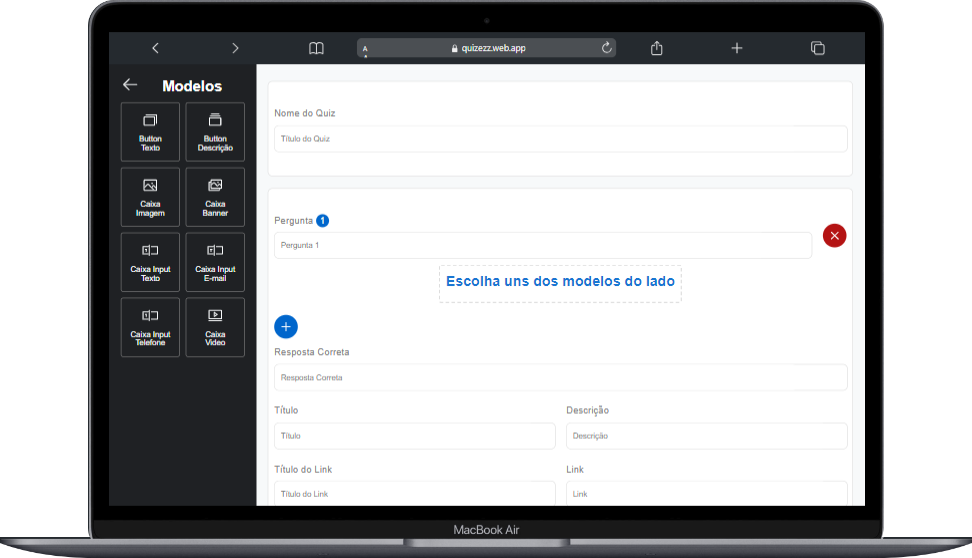 A
quizezz.web.app
Modelos
Button
Texto
Button
Descrição
Caixa
Imagem
Caixa
Banner
Caixa Input
Texto
Caixa Input
E-mail
Caixa Input
Telefone
Caixa
Vídeo
Nome do Quiz
Título do Quiz
Pergunta 1
Pergunta 1
Escolha uns dos modelos do lado
Resposta Correta
Resposta Correta
Título
Descrição
Título
Descrição
Título do Link
Link
Título do Link
Link
MacBook Air